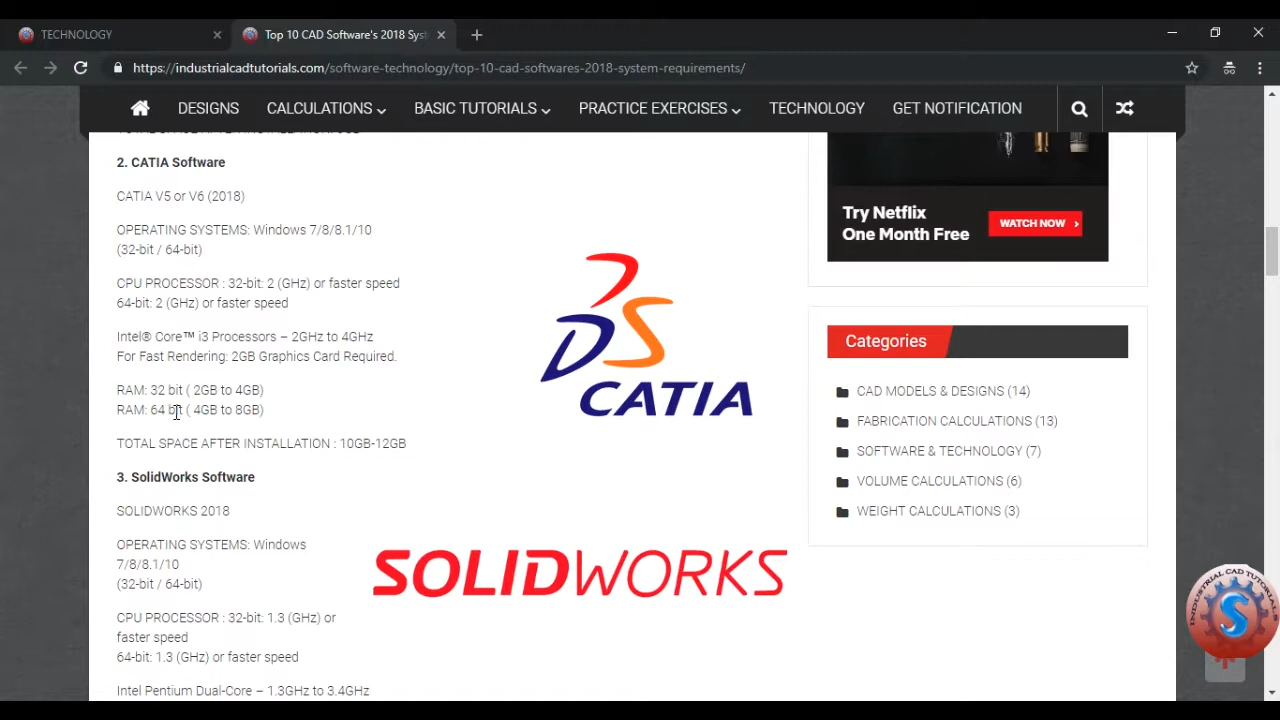 TECHNOLOGY
Top 10 CAD Software's 2018 Syst
https://industrialcadtutorials.com/software-technology/top-10-cad-softwares-2018-system-requirements/
DESIGNS CALCULATIONS BASIC TUTORIALS PRACTICE EXERCISES TECHNOLOGY GET NOTIFICATION
2. CATIA Software
CATIA V5 or V6 (2018)
OPERATING SYSTEMS: Windows 7/8/8.1/10
(32-bit / 64-bit)
CPU PROCESSOR : 32-bit: 2 (GHz) or faster speed
64-bit: 2 (GHz) or faster speed
Intel® Core™ i3 Processors – 2GHz to 4GHz
For Fast Rendering: 2GB Graphics Card Required.
RAM: 32 bit ( 2GB to 4GB)
RAM: 64 bit ( 4GB to 8GB)
TOTAL SPACE AFTER INSTALLATION : 10GB-12GB
CATIA
3. SolidWorks Software
SOLIDWORKS 2018
OPERATING SYSTEMS: Windows
7/8/8.1/10
(32-bit / 64-bit)
CPU PROCESSOR : 32-bit: 1.3 (GHz) or
faster speed
64-bit: 1.3 (GHz) or faster speed
Intel Pentium Dual-Core – 1.3GHz to 3.4GHz
SOLIDWORKS
Try Netflix
One Month Free
WATCH NOW
Categories
CAD MODELS & DESIGNS (14)
FABRICATION CALCULATIONS (13)
SOFTWARE & TECHNOLOGY (7)
VOLUME CALCULATIONS (6)
WEIGHT CALCULATIONS (3)
INDUSTRIAL CAD TUTORIALS
S